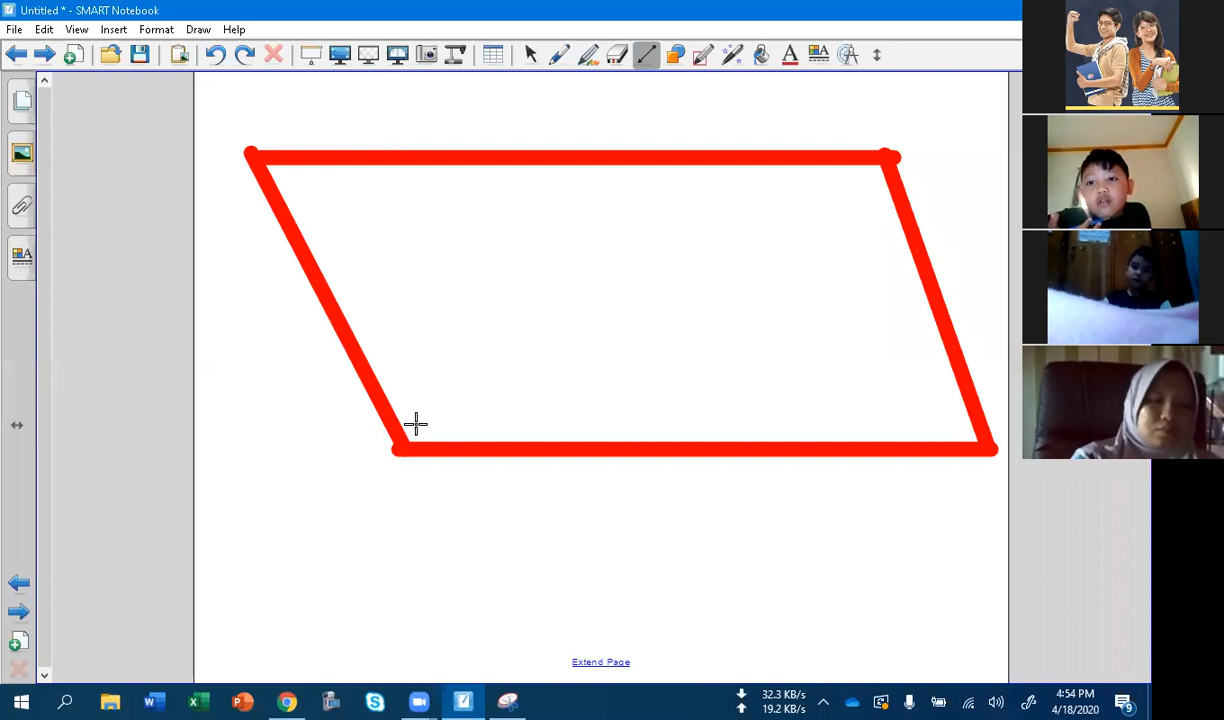 Untitled * - SMART Notebook
File Edit View Insert Format Draw Help
Extend Page
32.3 KB/s
19.2 KB/s
4:54 PM
4/18/2020
9